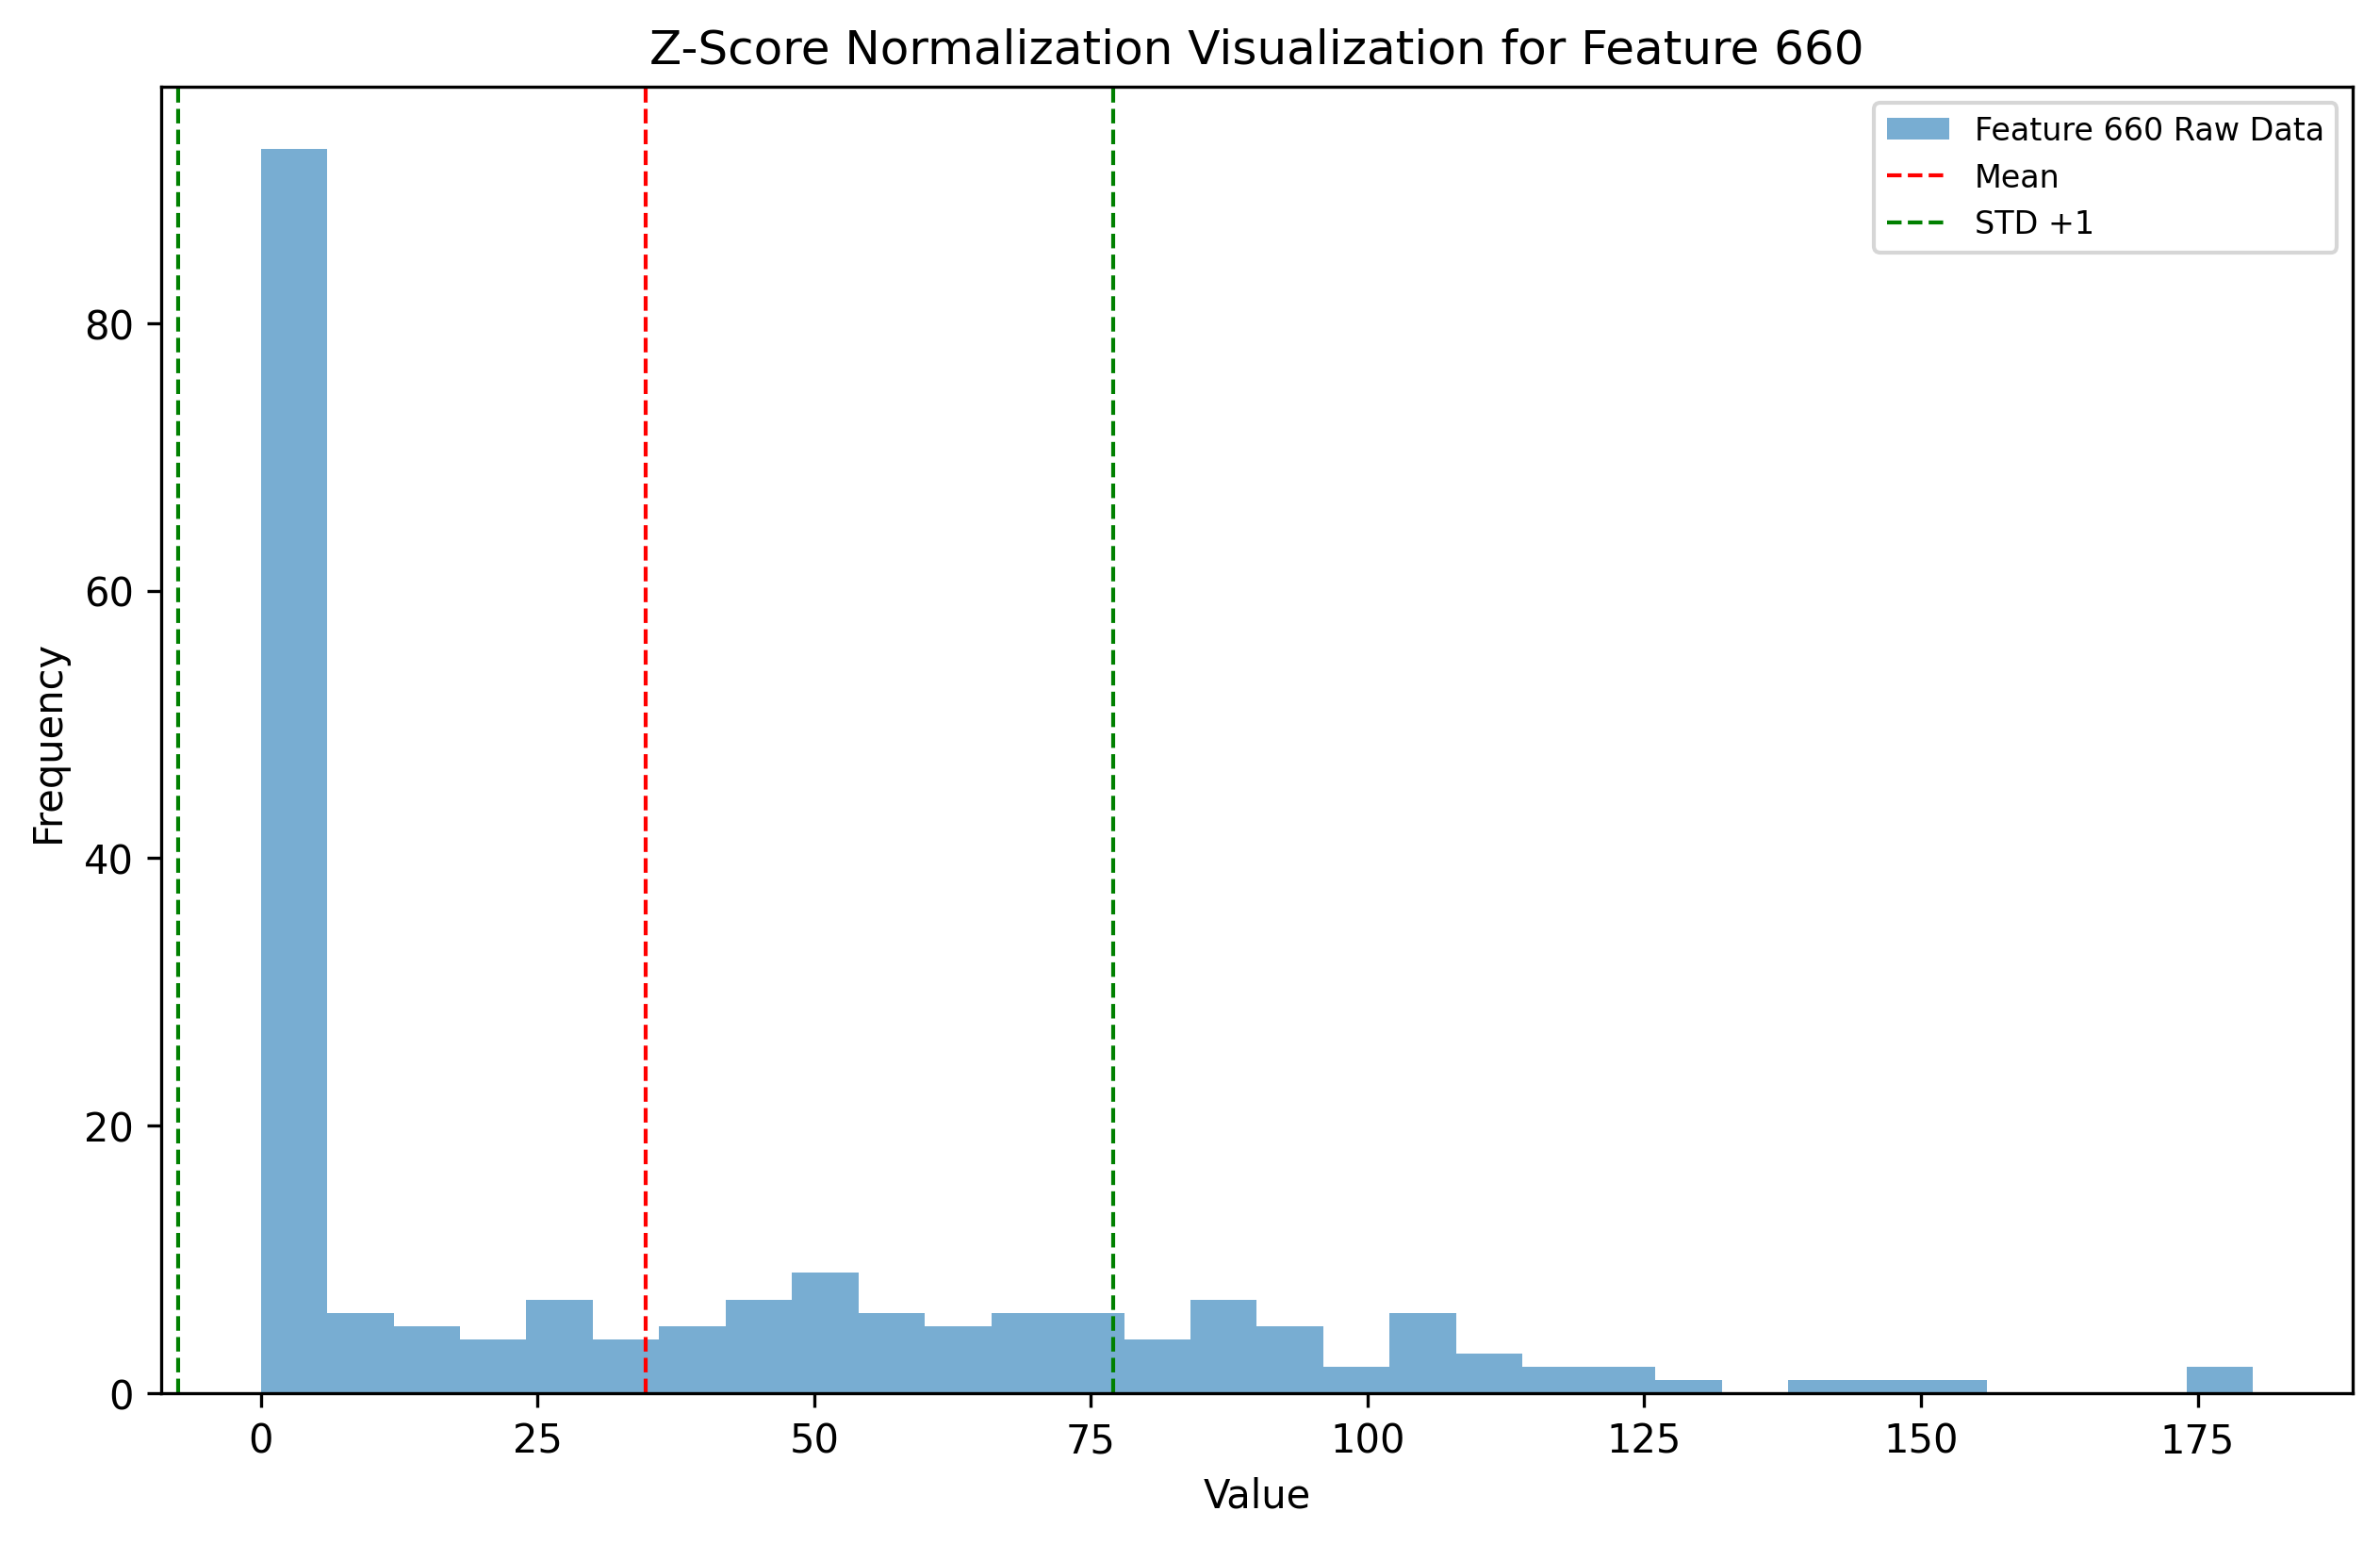 Z-Score Normalization Visualization for Feature 660
Feature 660 Raw Data
Mean
STD +1
80
60
40
20
0
Frequency
0 25 50 75 100 125 150 175
Value